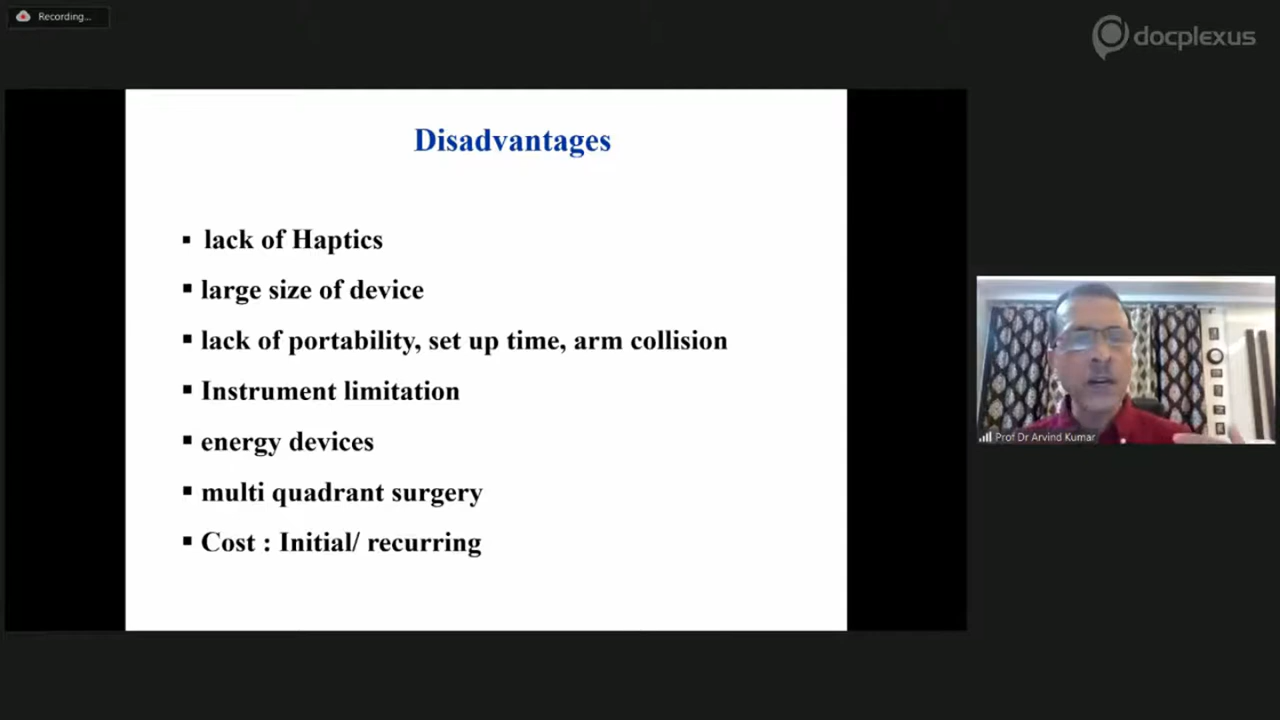 Recording...
docplexus
Disadvantages
▪ lack of Haptics
▪ large size of device
▪ lack of portability, set up time, arm collision
▪ Instrument limitation
▪ energy devices
▪ multi quadrant surgery
▪ Cost : Initial/ recurring
Prof Dr Arvind Kumar